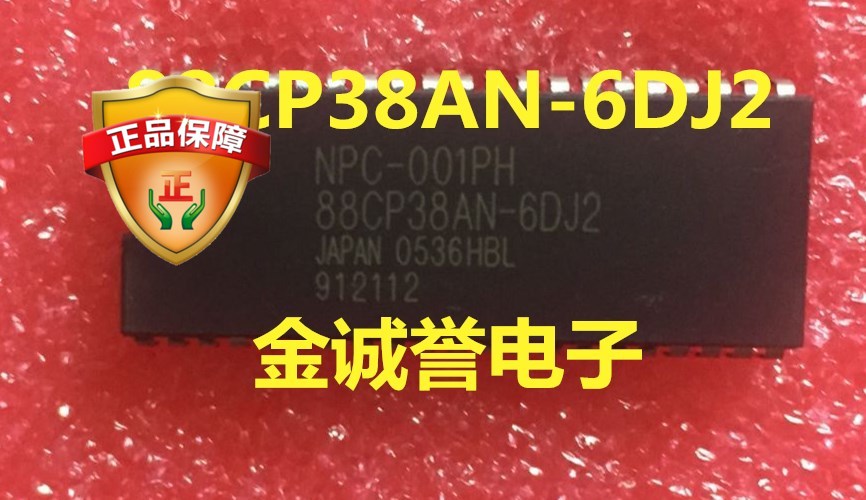 88CP38AN-6DJ2
正品保障
正
NPC-001PH
88CP38AN-6DJ2
JAPAN 0536HBL
912112
金诚誉电子